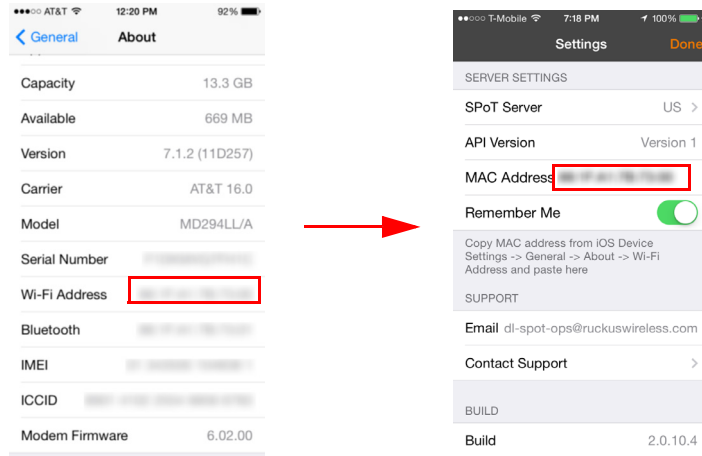 AT&T
12:20 PM
92%
General
About
Capacity
13.3 GB
Available
669 MB
Version
7.1.2 (11D257)
Carrier
AT&T 16.0
Model
MD294LL/A
Serial Number
Wi-Fi Address
Bluetooth
IMEI
ICCID
Modem Firmware
6.02.00
T-Mobile
7:18 PM
100%
Settings
Done
SERVER SETTINGS
SPoT Server
US
API Version
Version 1
MAC Address
Remember Me
Copy MAC address from iOS Device
Settings -> General -> About -> Wi-Fi
Address and paste here
SUPPORT
Email dl-spot-ops@ruckuswireless.com
Contact Support
BUILD
Build
2.0.10.4